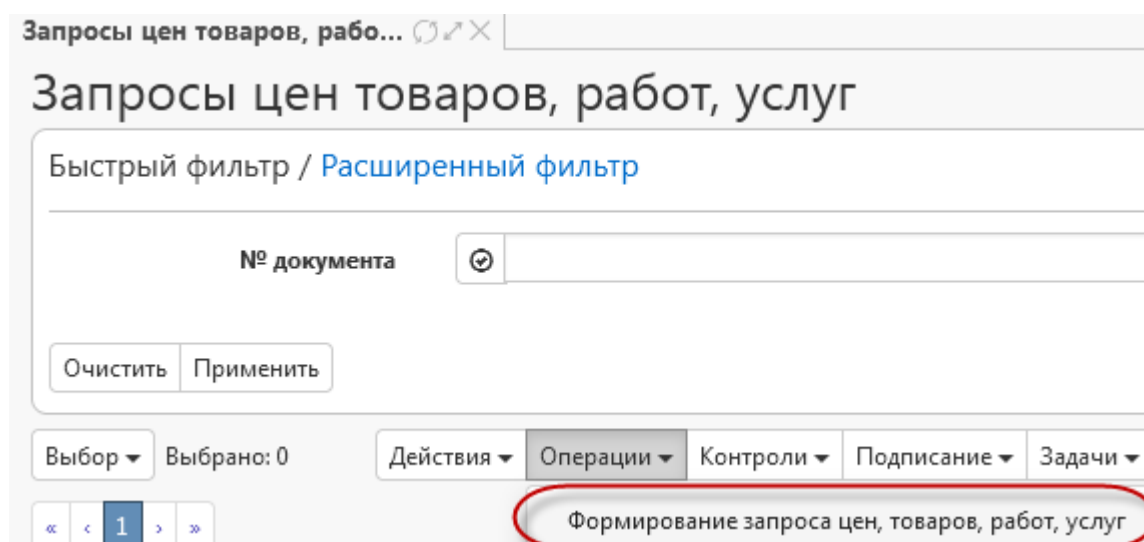 Запросы цен товаров, рабо...
Запросы цен товаров, работ, услуг
Быстрый фильтр / Расширенный фильтр
№ документа
Очистить Применить
Выбор Выбрано: 0 Действия Операции Контроли Подписание Задачи
« ‹ 1 › » Формирование запроса цен, товаров, работ, услуг